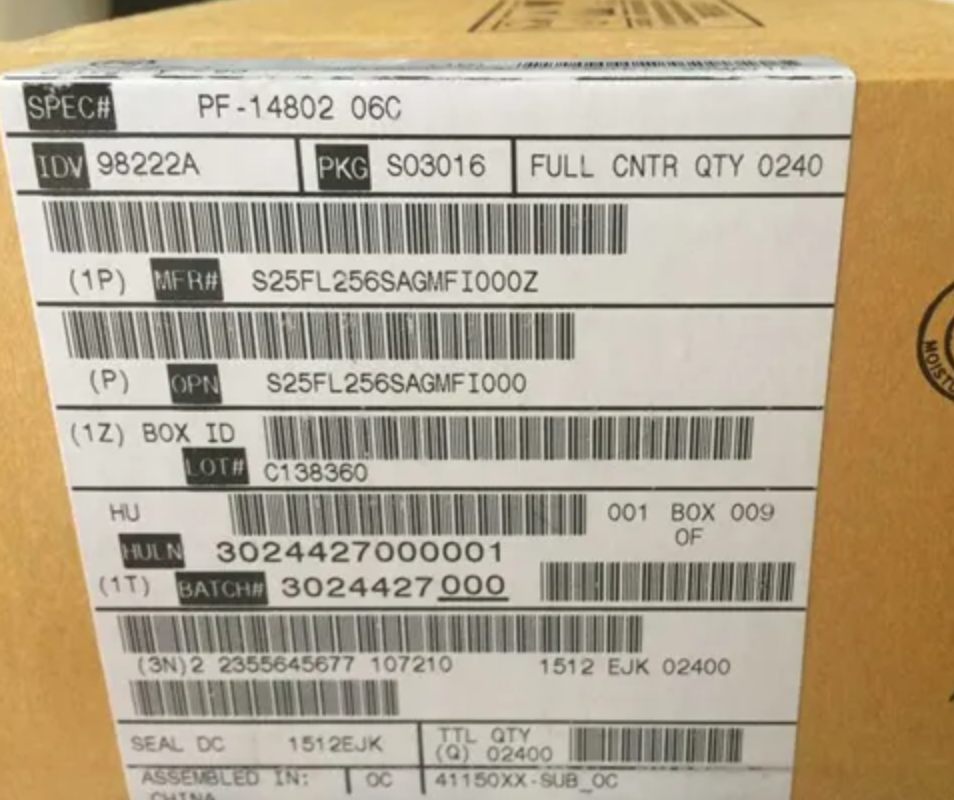 SPEC# PF-14802 06C
IDV 98222A PKG SO3016 FULL CNTR QTY 0240
(1P) MFR# S25FL256SAGMFI000Z
(P) OPN S25FL256SAGMFI000
(1Z) BOX ID
LOT# C138360
HU 001 BOX 009
OF
HULN 3024427000001
(1T) BATCH# 3024427000
(3N)2 2355645677 107210 1512 EJK 02400
SEAL DC 1512EJK TTL QTY
(Q) 02400
ASSEMBLED IN: OC 41150XX-SUB_OC
CHINA